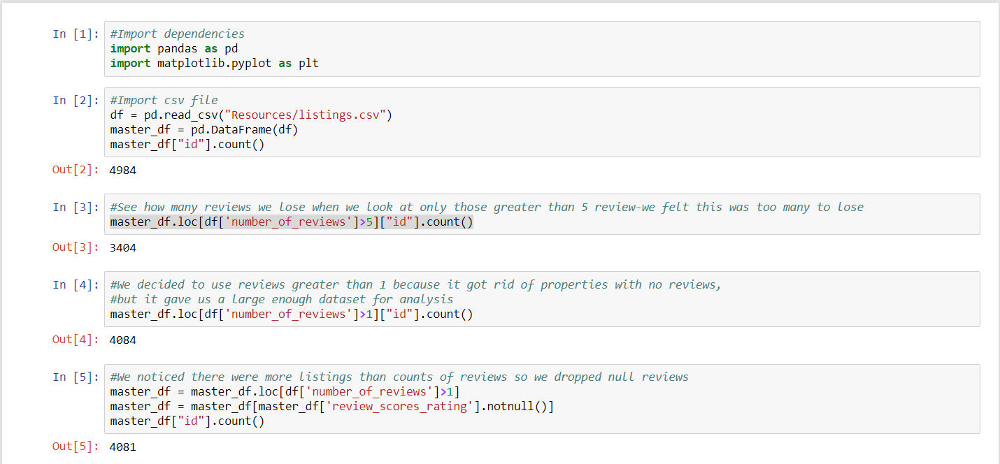 In [1]: #Import dependencies
import pandas as pd
import matplotlib.pyplot as plt
In [2]: #Import csv file
df = pd.read_csv("Resources/listings.csv")
master_df = pd.DataFrame(df)
master_df["id"].count()
Out[2]: 4984
In [3]: #See how many reviews we lose when we look at only those greater than 5 review-we felt this was too many to lose
master_df.loc[df['number_of_reviews']>5]["id"].count()
Out[3]: 3404
In [4]: #We decided to use reviews greater than 1 because it got rid of properties with no reviews,
#but it gave us a large enough dataset for analysis
master_df.loc[df['number_of_reviews']>1]["id"].count()
Out[4]: 4084
In [5]: #We noticed there were more listings than counts of reviews so we dropped null reviews
master_df = master_df.loc[df['number_of_reviews']>1]
master_df = master_df[master_df['review_scores_rating'].notnull()]
master_df["id"].count()
Out[5]: 4081